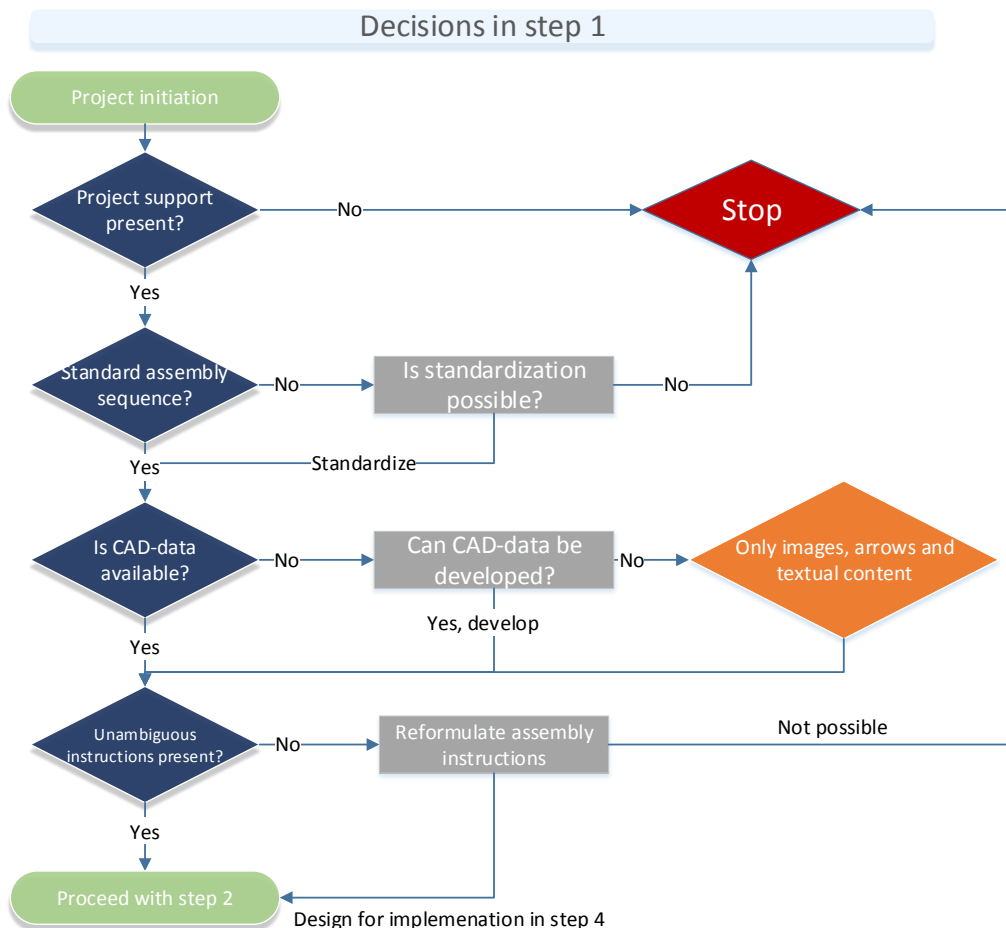 Decisions in step 1
Project initiation
Project support
present?
No
Stop
Yes
Standard assembly
sequence?
No
Is standardization
possible?
No
Standardize
Yes
Is CAD-data
available?
No
Can CAD-data be
developed?
No
Only images, arrows and
textual content
Yes, develop
Yes
Unambiguous
instructions present?
No
Reformulate assembly
instructions
Not possible
Yes
Proceed with step 2
Design for implemenation in step 4